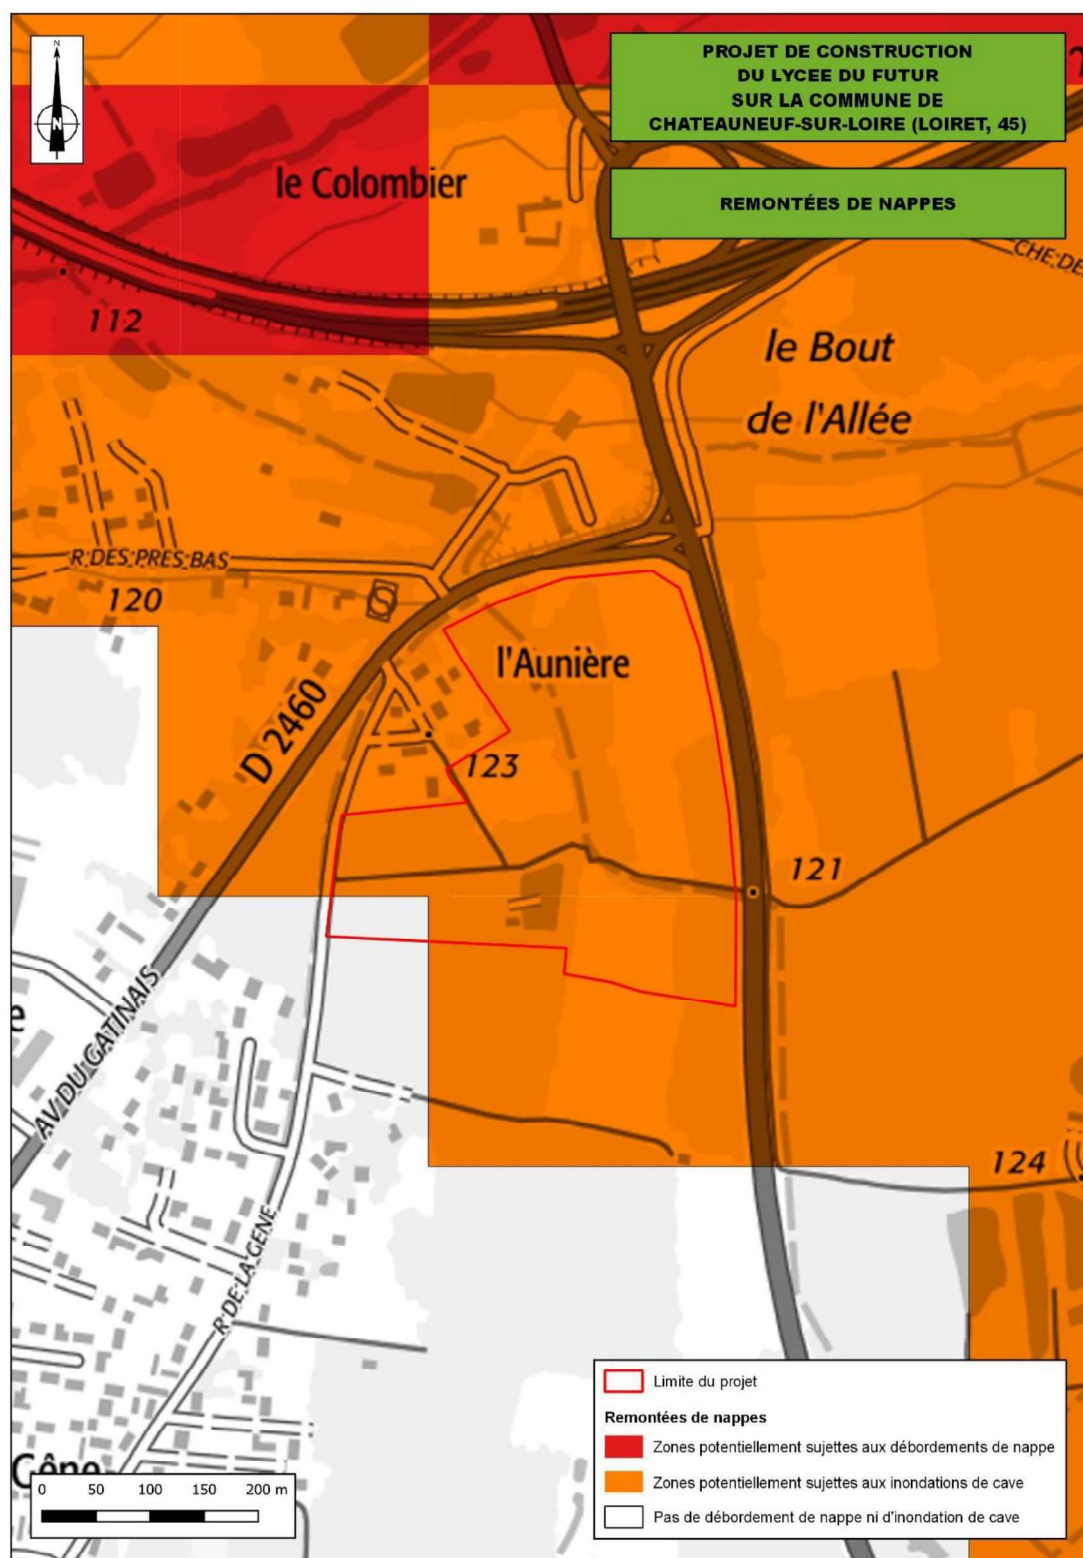 N
N
PROJET DE CONSTRUCTION
DU LYCEE DU FUTUR
SUR LA COMMUNE DE
CHATEAUNEUF-SUR-LOIRE (LOIRET, 45)
REMONTÉES DE NAPPES
le Colombier
CHE DE
112
le Bout
de l'Allée
R DES PRES BAS
120
S
l'Aunière
D 2460
123
121
e
AV DU GATINAIS
124
R DE LA GENE
Gêne
Limite du projet
Remontées de nappes
Zones potentiellement sujettes aux débordements de nappe
Zones potentiellement sujettes aux inondations de cave
Pas de débordement de nappe ni d'inondation de cave
0 50 100 150 200 m